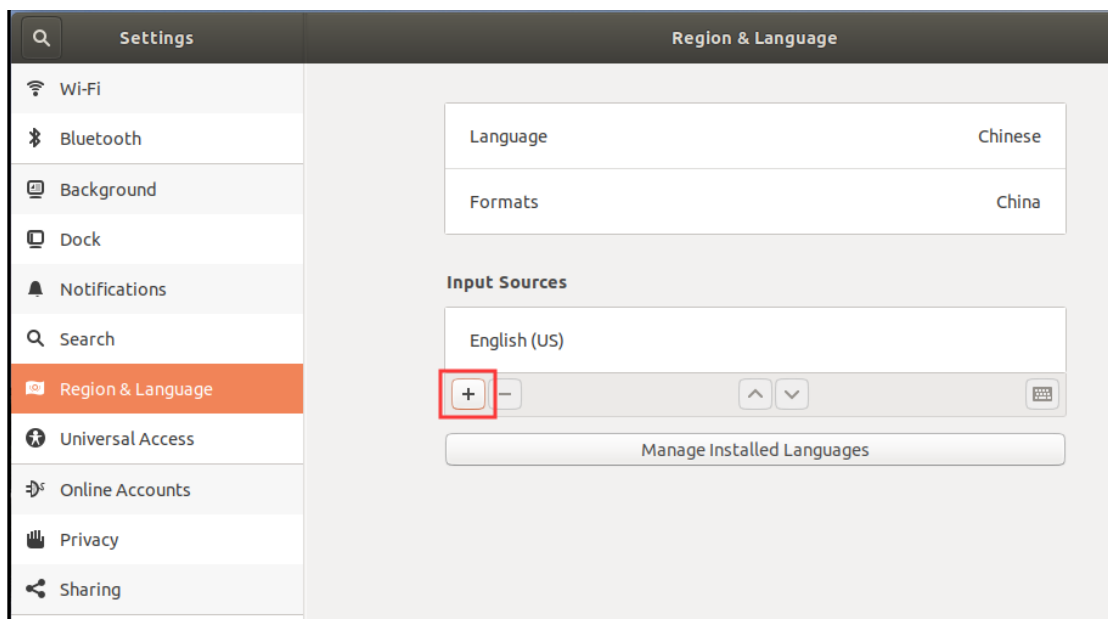 Settings
Region & Language
Wi-Fi
Bluetooth
Background
Dock
Notifications
Search
Region & Language
Universal Access
Online Accounts
Privacy
Sharing
Language Chinese
Formats China
Input Sources
English (US)
+ −
Manage Installed Languages